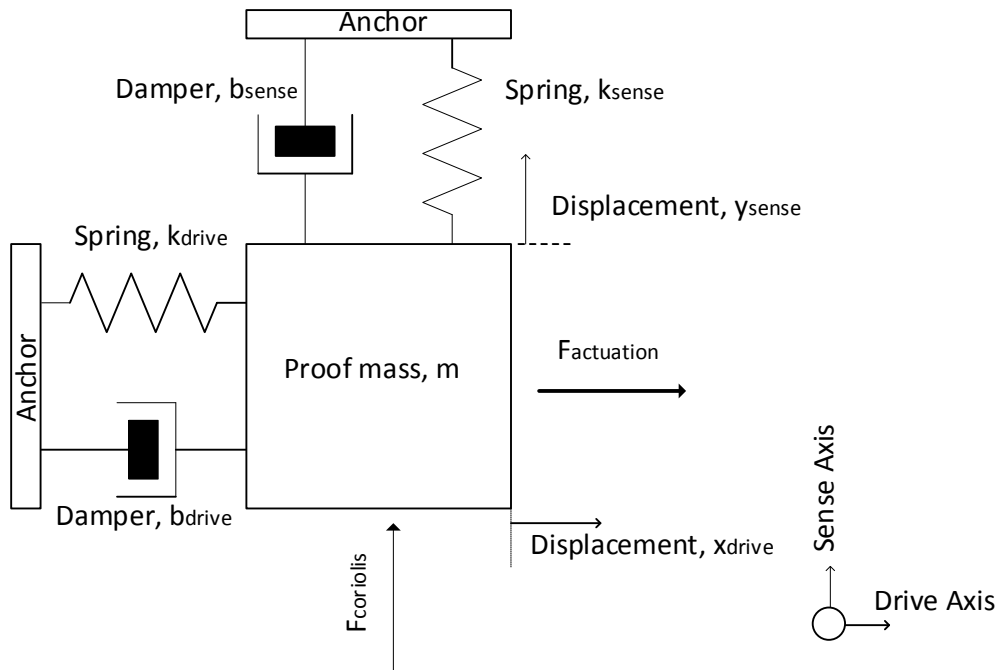 Anchor
Damper, bsense
Spring, ksense
Displacement, ysense
Spring, kdrive
Anchor
Proof mass, m
Factuation
Damper, bdrive
Displacement, xdrive
Fcoriolis
Sense Axis
Drive Axis